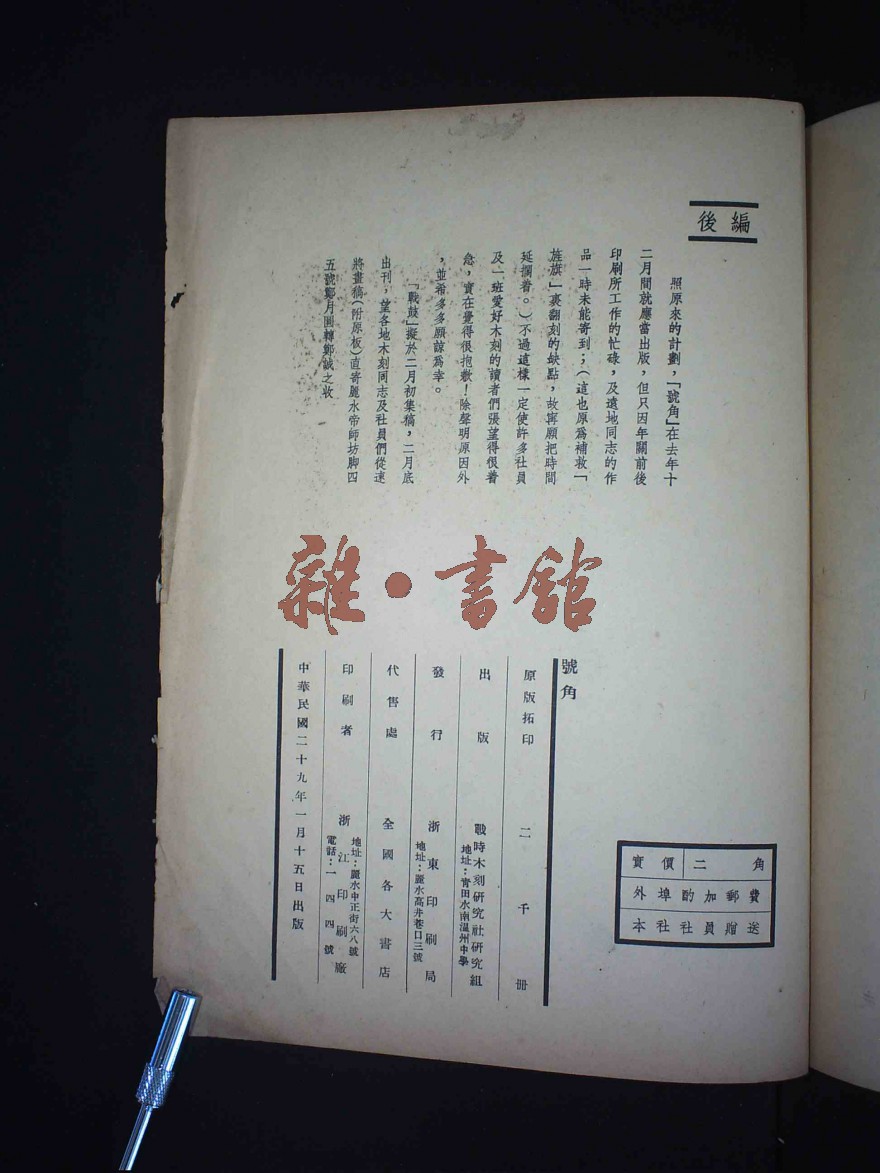 編後
照原來的計劃，「號角」在去年十
二月間就應當出版，但只因年關前後
印刷所工作的忙碌，及遠地同志的作
品一時未能寄到；（這也原爲補救「
旌旗」裏翻刻的缺點，故寧願把時間
延擱着。）不過這樣一定使許多社員
及一班愛好木刻的讀者們張望得很着
急，實在覺得很抱歉！除聲明原因外
，並希多多願諒爲幸。
「戰鼓」擬於二月初集稿，二月底
出刊，望各地木刻同志及社員們從速
將畫稿（附原板）直寄麗水帝師坊脚四
五號鄭月圃轉鄭誠之收
雜·書館
號角
原版拓印 二千册
出版 戰時木刻研究社研究組
地址：青田水南溫州中學
發行 浙東印刷局
地址：麗水高井巷口三號
代售處 全國各大書店
印刷者 浙江印刷廠
地址：麗水中正街六八號
電話：一四四號
中華民國二十九年一月十五日出版
實價 二角
外埠酌加郵費
本社社員贈送